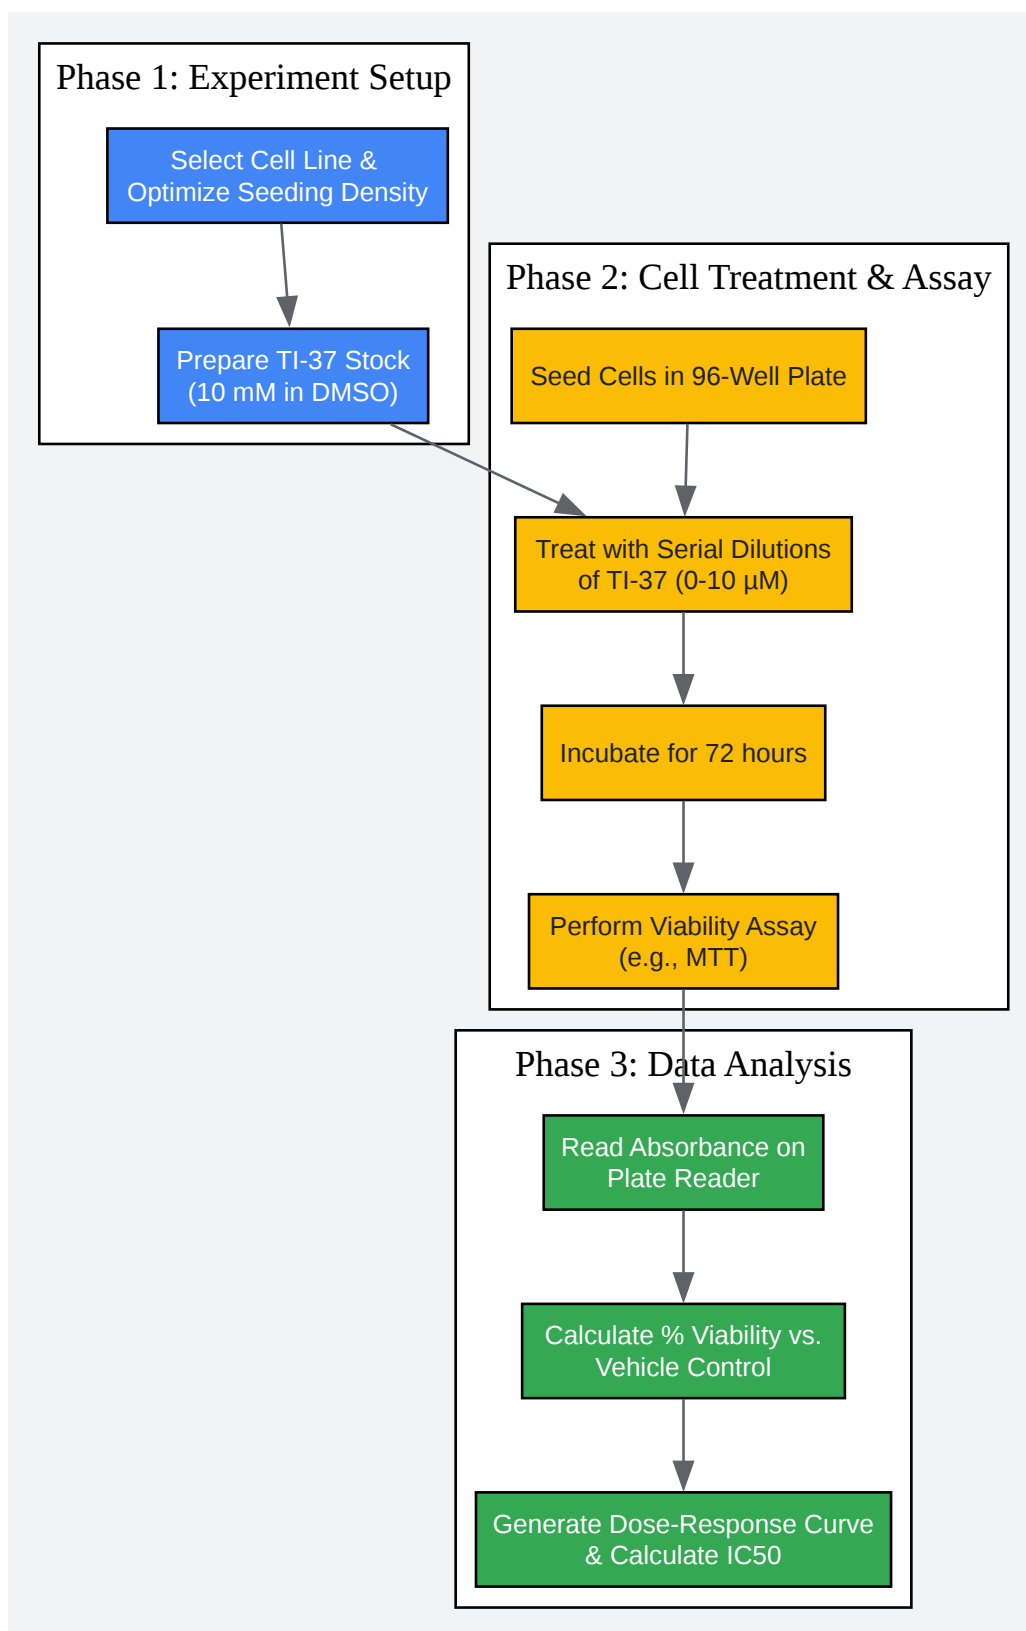 Phase 1: Experiment Setup
Select Cell Line &
Optimize Seeding Density
Prepare TI-37 Stock
(10 mM in DMSO)
Phase 2: Cell Treatment & Assay
Seed Cells in 96-Well Plate
Treat with Serial Dilutions
of TI-37 (0-10 µM)
Incubate for 72 hours
Perform Viability Assay
(e.g., MTT)
Phase 3: Data Analysis
Read Absorbance on
Plate Reader
Calculate % Viability vs.
Vehicle Control
Generate Dose-Response Curve
& Calculate IC50